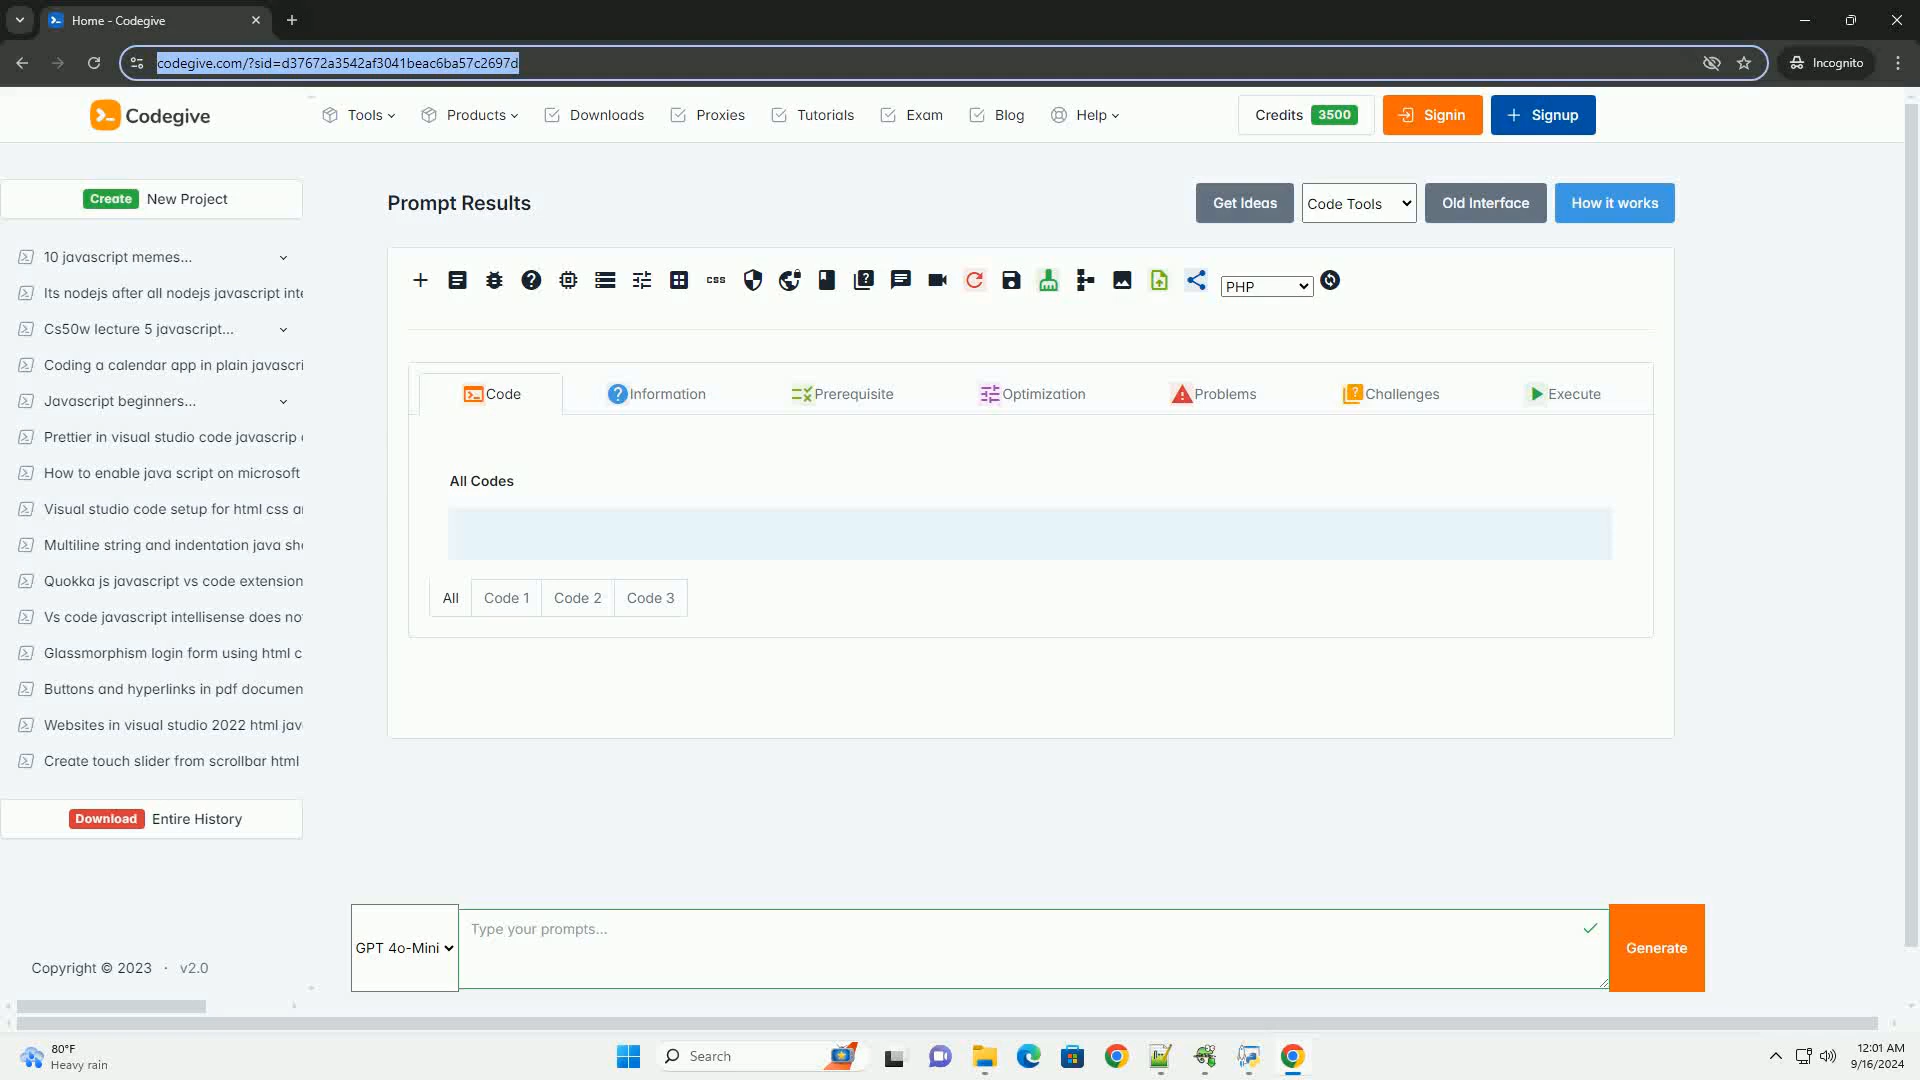 Home - Codegive
codegive.com/?sid=d37672a3542af3041beac6ba57c2697d
Incognito
Codegive
Tools
Products
Downloads
Proxies
Tutorials
Exam
Blog
Help
Credits 3500
Signin
Signup
Create New Project
10 javascript memes...
Its nodejs after all nodejs javascript inte
Cs50w lecture 5 javascript...
Coding a calendar app in plain javascri
Javascript beginners...
Prettier in visual studio code javascrip
How to enable java script on microsoft
Visual studio code setup for html css a
Multiline string and indentation java sh
Quokka js javascript vs code extension
Vs code javascript intellisense does no
Glassmorphism login form using html c
Buttons and hyperlinks in pdf documen
Websites in visual studio 2022 html jav
Create touch slider from scrollbar html
Download Entire History
Copyright © 2023 · v2.0
Prompt Results
Get Ideas
Code Tools
Old Interface
How it works
css
PHP
Code
Information
Prerequisite
Optimization
Problems
Challenges
Execute
All Codes
All
Code 1
Code 2
Code 3
GPT 4o-Mini
Type your prompts...
Generate
80°F
Heavy rain
Search
12:01 AM
9/16/2024